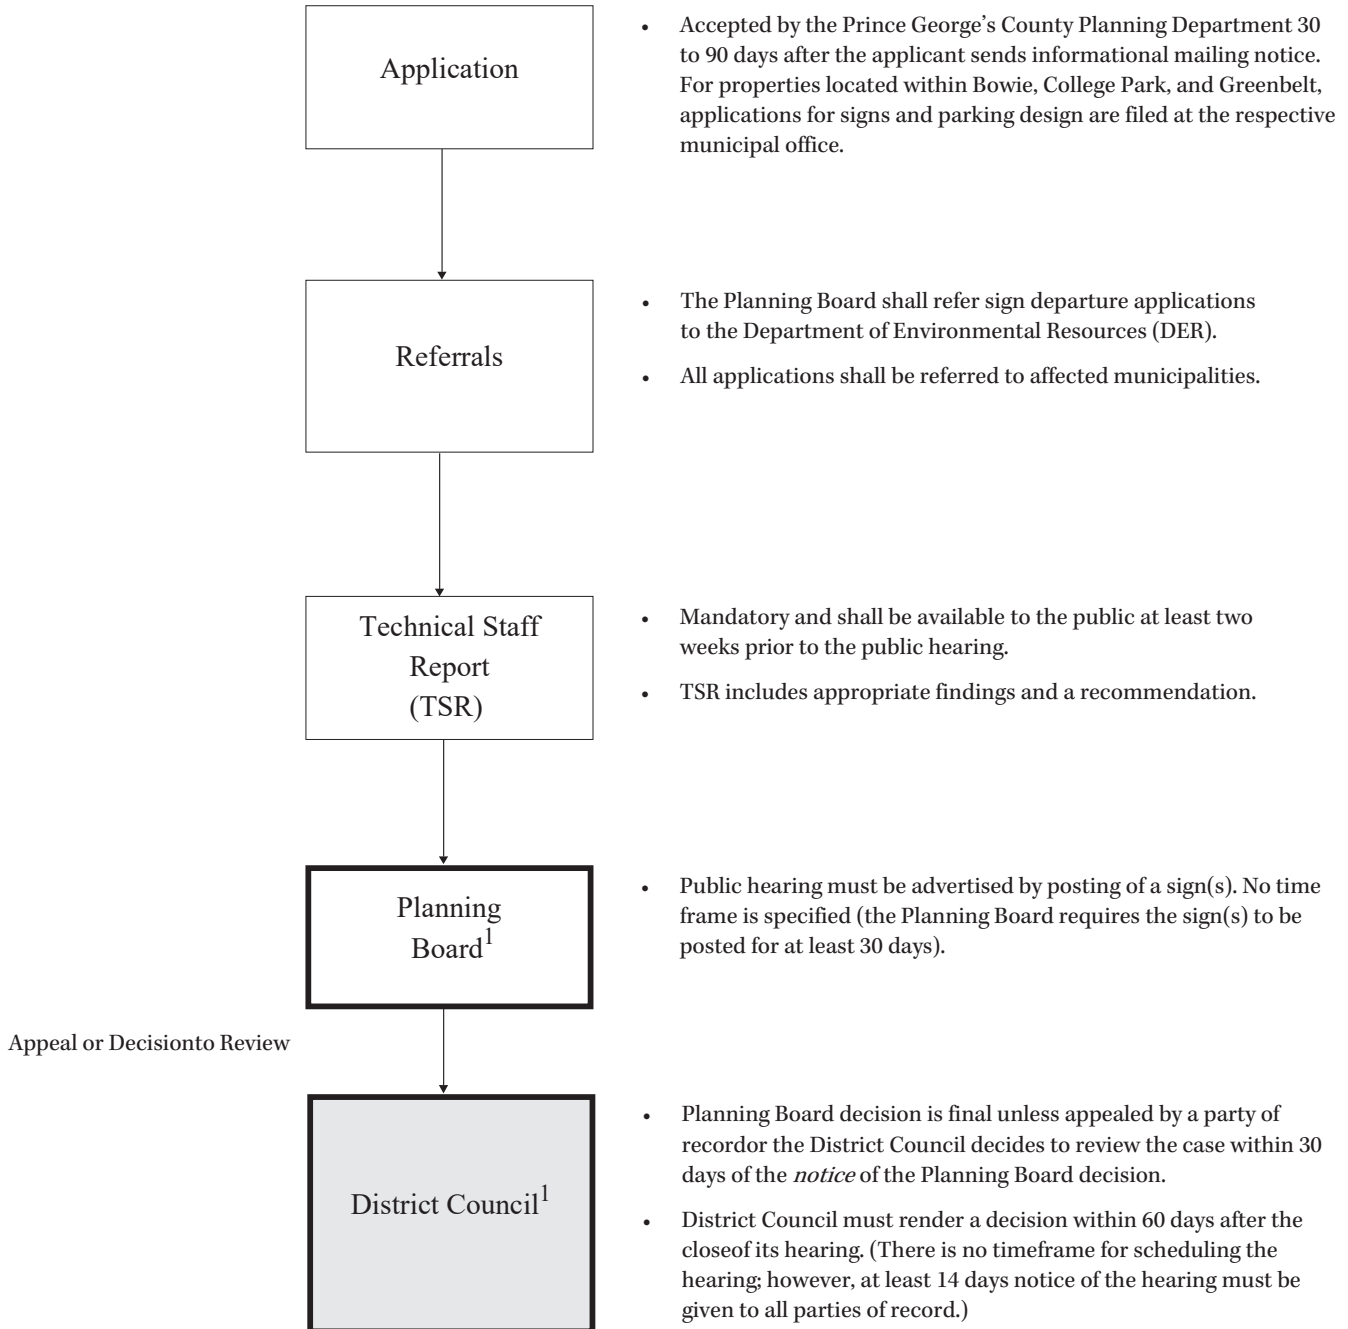 Application
• Accepted by the Prince George’s County Planning Department 30
to 90 days after the applicant sends informational mailing notice.
For properties located within Bowie, College Park, and Greenbelt,
applications for signs and parking design are filed at the respective
municipal office.
Referrals
• The Planning Board shall refer sign departure applications
to the Department of Environmental Resources (DER).
• All applications shall be referred to affected municipalities.
Technical Staff
Report
(TSR)
• Mandatory and shall be available to the public at least two
weeks prior to the public hearing.
• TSR includes appropriate findings and a recommendation.
Planning
Board1
• Public hearing must be advertised by posting of a sign(s). No time
frame is specified (the Planning Board requires the sign(s) to be
posted for at least 30 days).
Appeal or Decisionto Review
District Council1
• Planning Board decision is final unless appealed by a party of
recordor the District Council decides to review the case within 30
days of the notice of the Planning Board decision.
• District Council must render a decision within 60 days after the
closeof its hearing. (There is no timeframe for scheduling the
hearing; however, at least 14 days notice of the hearing must be
given to all parties of record.)